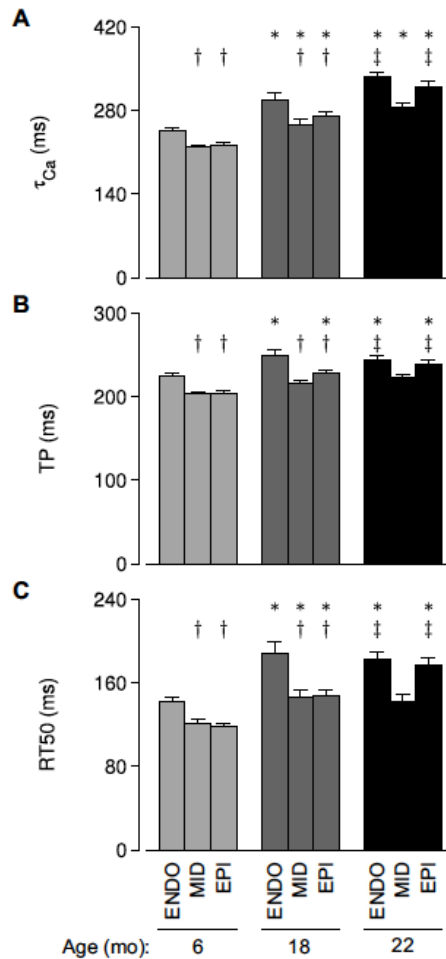 A
420
* * * * * *
† † † † ‡ ‡
280
τCa (ms)
140
0
B
300
* * * *
† † † † ‡ ‡
200
TP (ms)
100
0
C
240
* * * * *
† † † † ‡ ‡
160
RT50 (ms)
80
0
ENDO MID EPI ENDO MID EPI ENDO MID EPI
Age (mo): 6 18 22